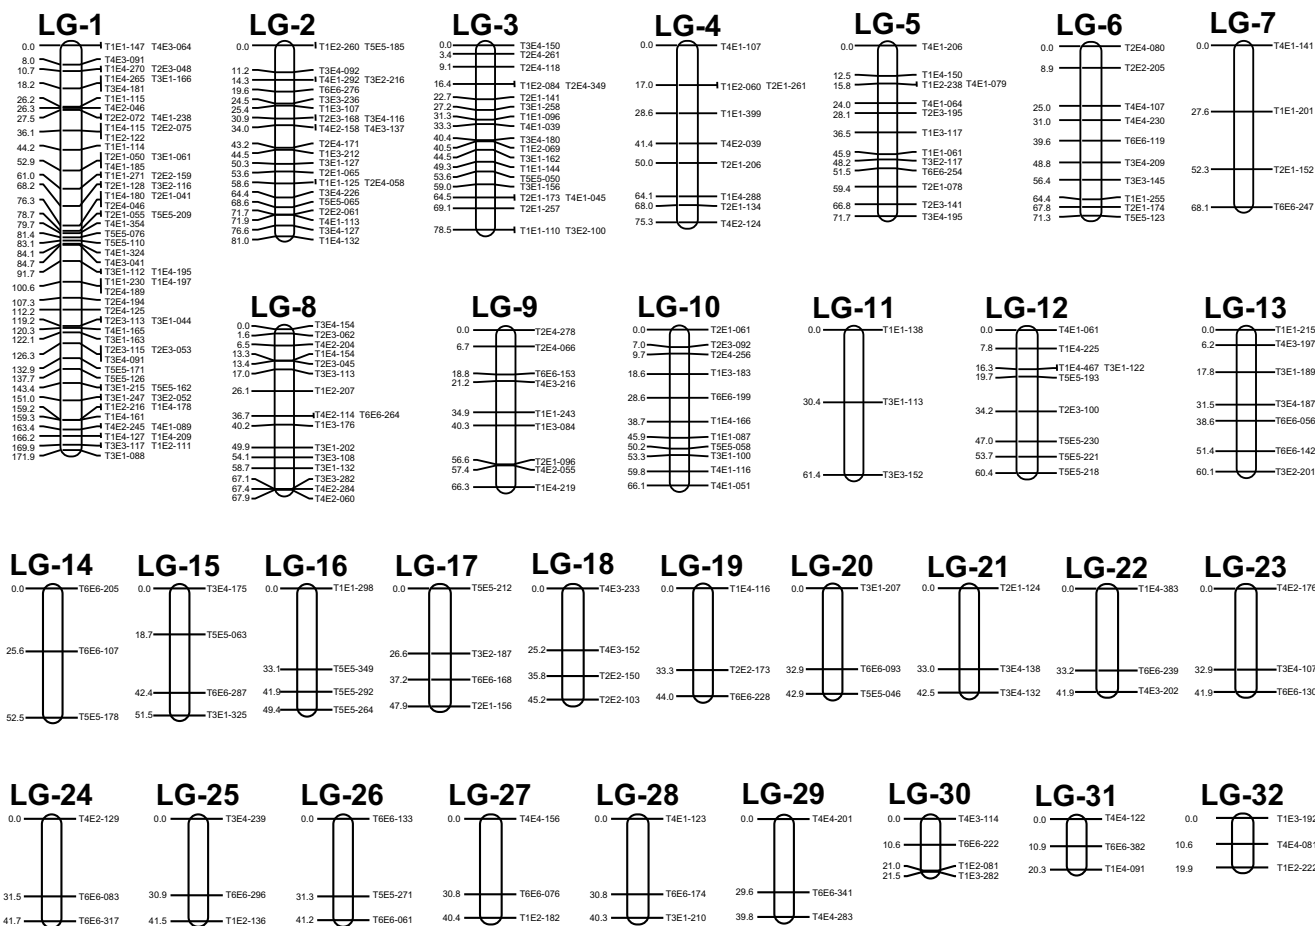 LG-1
0.0 T1E1-147 T4E3-064
8.0 T4E3-091
10.7 T1E4-270 T2E3-048
T1E4-265 T3E1-166
18.2 T3E4-181
26.2 T1E1-115
26.3 T4E2-046
27.5 T2E2-072 T4E1-238
T1E4-115 T2E2-075
36.1 T1E2-122
44.2 T1E1-114
T2E1-050 T3E1-061
52.9 T4E1-185
61.0 T1E1-271 T2E2-159
68.2 T2E1-128 T3E2-116
76.3 T1E4-180 T2E1-041
T2E4-046
78.7 T2E1-055 T5E5-209
79.7 T4E1-354
81.4 T5E5-076
83.1 T5E5-110
84.1 T4E1-324
84.7 T4E3-041
91.7 T3E1-112 T1E4-195
T1E1-230 T1E4-197
100.6 T2E4-189
107.3 T2E4-194
112.2 T2E4-125
119.2 T2E3-113 T3E1-044
120.3 T4E1-165
122.1 T3E1-163
T2E3-115 T2E3-053
126.3 T3E4-091
132.9 T5E5-171
137.7 T5E5-126
143.4 T3E1-215 T5E5-162
151.0 T3E1-247 T3E2-052
159.2 T2E2-216 T1E4-178
159.3 T1E4-161
163.4 T4E2-245 T4E1-089
166.2 T1E4-127 T1E4-209
169.9 T3E3-117 T1E2-111
171.9 T3E1-088
LG-2
0.0 T1E2-260 T5E5-185
11.2 T3E4-092
14.3 T4E1-292 T3E2-216
19.6 T6E6-276
24.5 T3E3-236
25.4 T1E3-107
30.9 T2E3-168 T3E4-116
34.0 T4E2-158 T4E3-137
43.2 T2E4-171
44.5 T1E3-212
50.3 T3E1-127
53.6 T2E1-065
58.6 T1E1-125 T2E4-058
64.4 T3E4-226
68.6 T5E5-065
71.7 T2E2-061
71.9 T4E1-113
76.6 T3E4-127
81.0 T1E4-132
LG-3
0.0 T3E4-150
3.4 T2E4-261
9.1 T2E4-118
16.4 T1E2-084 T2E4-349
22.7 T2E1-141
27.2 T3E1-258
31.3 T1E1-096
33.3 T4E1-039
40.4 T3E4-180
40.5 T1E2-069
44.5 T3E1-162
49.3 T1E1-144
53.6 T5E5-050
59.0 T3E1-156
64.5 T2E1-173 T4E1-045
69.1 T2E1-257
78.5 T1E1-110 T3E2-100
LG-4
0.0 T4E1-107
17.0 T1E2-060 T2E1-261
28.6 T1E1-399
41.4 T4E2-039
50.0 T2E1-206
64.1 T1E4-288
68.0 T2E1-134
75.3 T4E2-124
LG-5
0.0 T4E1-206
12.5 T1E4-150
15.8 T1E2-238 T4E1-079
24.0 T4E1-064
28.1 T2E3-195
36.5 T1E3-117
45.9 T1E1-061
48.2 T3E2-117
51.5 T6E6-254
59.4 T2E1-078
66.8 T2E3-141
71.7 T3E4-195
LG-6
0.0 T2E4-080
8.9 T2E2-205
25.0 T4E4-107
31.0 T4E4-230
39.6 T6E6-119
48.8 T3E4-209
56.4 T3E3-145
64.4 T1E1-255
67.8 T2E1-174
71.3 T5E5-123
LG-7
0.0 T4E1-141
27.6 T1E1-201
52.3 T2E1-152
68.1 T6E6-247
LG-8
0.0 T3E4-154
1.6 T2E3-062
6.5 T4E2-204
13.3 T1E4-154
13.4 T2E3-045
17.0 T3E3-113
26.1 T1E2-207
36.7 T4E2-114 T6E6-264
40.2 T1E3-176
49.9 T3E1-202
54.1 T3E3-108
58.7 T3E1-132
67.1 T3E3-282
67.4 T4E2-284
67.9 T4E2-060
LG-9
0.0 T2E4-278
6.7 T2E4-066
18.8 T6E6-153
21.2 T4E3-216
34.9 T1E1-243
40.3 T1E3-084
56.6 T2E1-096
57.4 T4E2-055
66.3 T1E4-219
LG-10
0.0 T2E1-061
7.0 T2E3-092
9.7 T2E4-256
18.6 T1E3-183
28.6 T6E6-199
38.7 T1E4-166
45.9 T1E1-087
50.2 T5E5-058
53.3 T3E1-100
59.8 T4E1-116
66.1 T4E1-051
LG-11
0.0 T1E1-138
30.4 T3E1-113
61.4 T3E3-152
LG-12
0.0 T4E1-061
7.8 T1E4-225
16.3 T1E4-467 T3E1-122
19.7 T5E5-193
34.2 T2E3-100
47.0 T5E5-230
53.7 T5E5-221
60.4 T5E5-218
LG-13
0.0 T1E1-215
6.2 T4E3-197
17.8 T3E1-189
31.5 T3E4-187
38.6 T6E6-056
51.4 T6E6-142
60.1 T3E2-201
LG-14
0.0 T6E6-205
25.6 T6E6-107
52.5 T5E5-178
LG-15
0.0 T3E4-175
18.7 T5E5-063
42.4 T6E6-287
51.5 T3E1-325
LG-16
0.0 T1E1-298
33.1 T5E5-349
41.9 T5E5-292
49.4 T5E5-264
LG-17
0.0 T5E5-212
26.6 T3E2-187
37.2 T6E6-168
47.9 T2E1-156
LG-18
0.0 T4E3-233
25.2 T4E3-152
35.8 T2E2-150
45.2 T2E2-103
LG-19
0.0 T1E4-116
33.3 T2E2-173
44.0 T6E6-228
LG-20
0.0 T3E1-207
32.9 T6E6-093
42.9 T5E5-046
LG-21
0.0 T2E1-124
33.0 T3E4-138
42.5 T3E4-132
LG-22
0.0 T1E4-383
33.2 T6E6-239
41.9 T4E3-202
LG-23
0.0 T4E2-176
32.9 T3E4-107
41.9 T6E6-130
LG-24
0.0 T4E2-129
31.5 T6E6-083
41.7 T6E6-317
LG-25
0.0 T3E4-239
30.9 T6E6-296
41.5 T1E2-136
LG-26
0.0 T6E6-133
31.3 T5E5-271
41.2 T6E6-061
LG-27
0.0 T4E4-156
30.8 T6E6-076
40.4 T1E2-182
LG-28
0.0 T4E1-123
30.8 T6E6-174
40.3 T3E1-210
LG-29
0.0 T4E4-201
29.6 T6E6-341
39.8 T4E4-283
LG-30
0.0 T4E3-114
10.6 T6E6-222
21.0 T1E2-081
21.5 T1E3-282
LG-31
0.0 T4E4-122
10.9 T6E6-382
20.3 T1E4-091
LG-32
0.0 T1E3-192
10.6 T4E4-081
19.9 T1E2-222